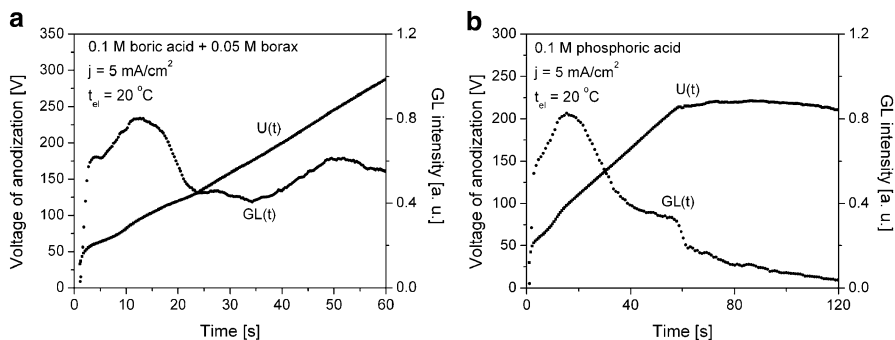 a
0.1 M boric acid + 0.05 M borax
j = 5 mA/cm²
t_el = 20 °C
U(t)
GL(t)
Voltage of anodization [V]
350
300
250
200
150
100
50
0
GL intensity [a. u.]
1.2
0.8
0.4
0.0
0 10 20 30 40 50 60
Time [s]
b
0.1 M phosphoric acid
j = 5 mA/cm²
t_el = 20 °C
U(t)
GL(t)
Voltage of anodization [V]
300
250
200
150
100
50
0
GL intensity [a. u.]
1.2
0.8
0.4
0.0
0 40 80 120
Time [s]